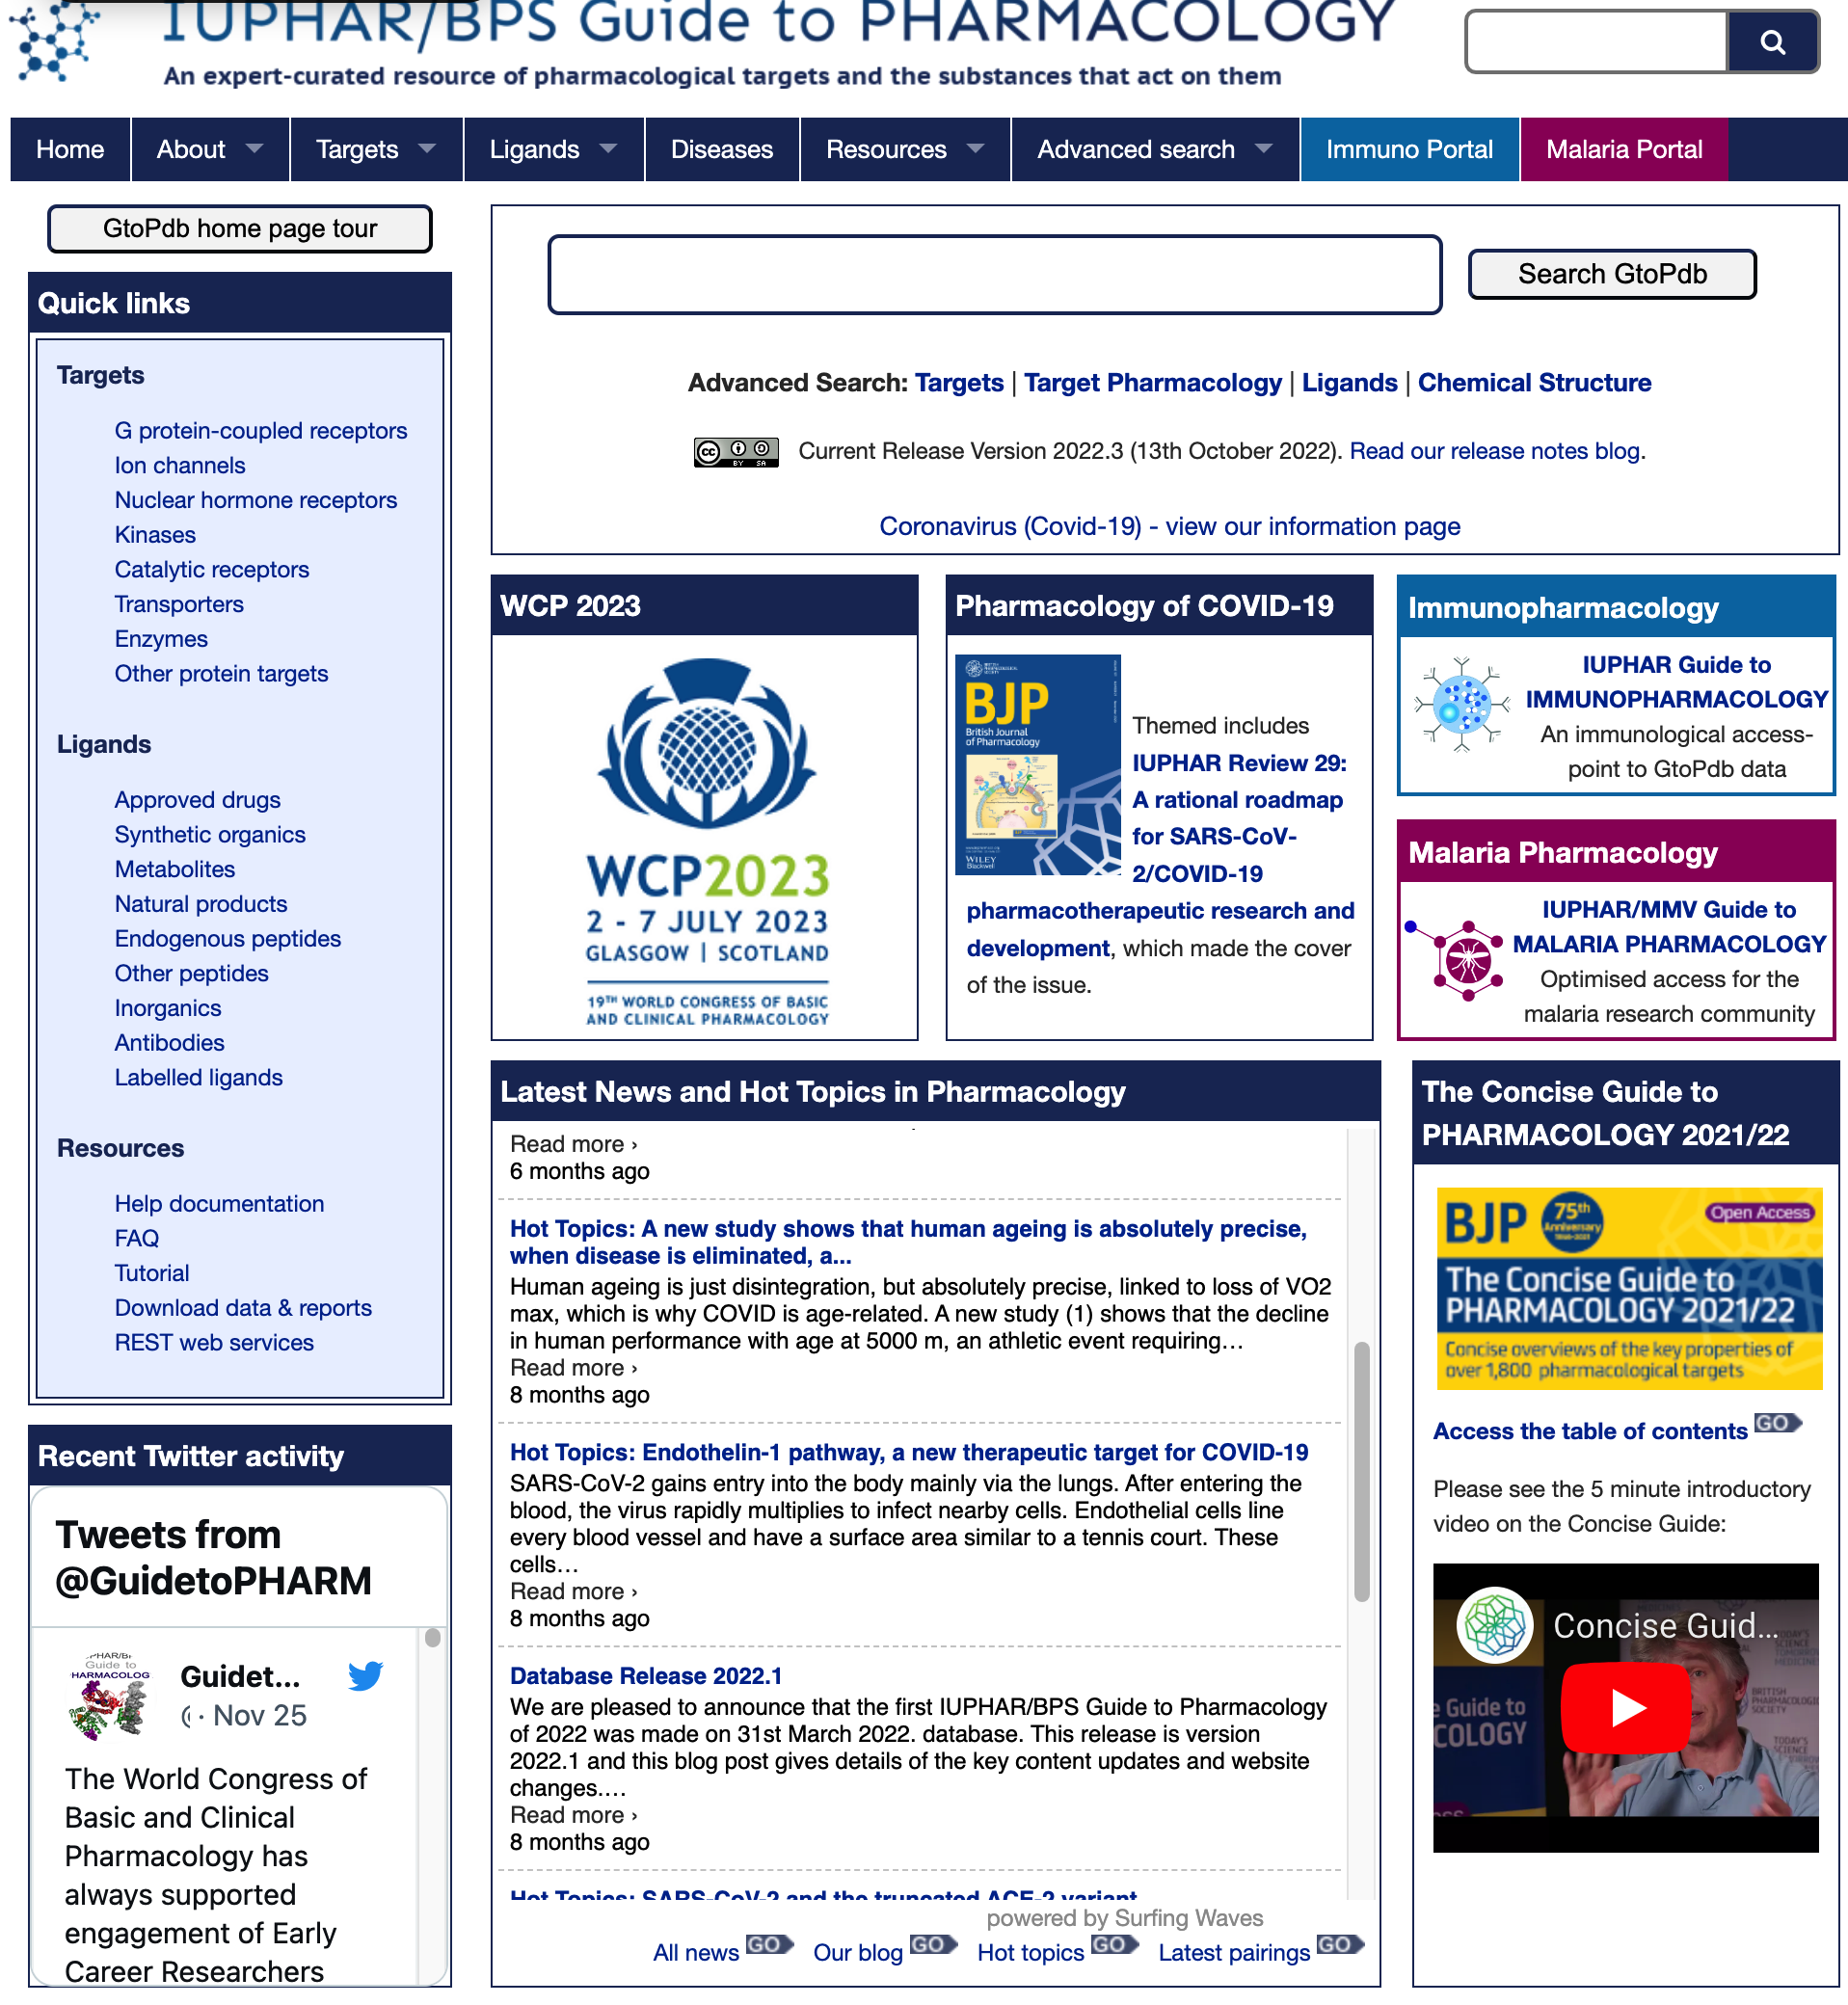 IUPHAR/BPS Guide to PHARMACOLOGY
An expert-curated resource of pharmacological targets and the substances that act on them
Home
About
Targets
Ligands
Diseases
Resources
Advanced search
Immuno Portal
Malaria Portal
GtoPdb home page tour
Quick links
Targets
G protein-coupled receptors
Ion channels
Nuclear hormone receptors
Kinases
Catalytic receptors
Transporters
Enzymes
Other protein targets
Ligands
Approved drugs
Synthetic organics
Metabolites
Natural products
Endogenous peptides
Other peptides
Inorganics
Antibodies
Labelled ligands
Resources
Help documentation
FAQ
Tutorial
Download data & reports
REST web services
Recent Twitter activity
Tweets from
@GuidetoPHARM
Guide to
HARMACOLOG
Guidet...
· Nov 25
The World Congress of
Basic and Clinical
Pharmacology has
always supported
engagement of Early
Career Researchers
Search GtoPdb
Advanced Search: Targets | Target Pharmacology | Ligands | Chemical Structure
cc BY SA
Current Release Version 2022.3 (13th October 2022). Read our release notes blog.
Coronavirus (Covid-19) - view our information page
WCP 2023
WCP2023
2 - 7 JULY 2023
GLASGOW | SCOTLAND
19TH WORLD CONGRESS OF BASIC
AND CLINICAL PHARMACOLOGY
Pharmacology of COVID-19
BJP
British Journal
of Pharmacology
WILEY
Blackwell
Themed includes
IUPHAR Review 29:
A rational roadmap
for SARS-CoV-
2/COVID-19
pharmacotherapeutic research and
development, which made the cover
of the issue.
Immunopharmacology
IUPHAR Guide to
IMMUNOPHARMACOLOGY
An immunological access-
point to GtoPdb data
Malaria Pharmacology
IUPHAR/MMV Guide to
MALARIA PHARMACOLOGY
Optimised access for the
malaria research community
Latest News and Hot Topics in Pharmacology
Read more ›
6 months ago
Hot Topics: A new study shows that human ageing is absolutely precise,
when disease is eliminated, a...
Human ageing is just disintegration, but absolutely precise, linked to loss of VO2
max, which is why COVID is age-related. A new study (1) shows that the decline
in human performance with age at 5000 m, an athletic event requiring…
Read more ›
8 months ago
Hot Topics: Endothelin-1 pathway, a new therapeutic target for COVID-19
SARS-CoV-2 gains entry into the body mainly via the lungs. After entering the
blood, the virus rapidly multiplies to infect nearby cells. Endothelial cells line
every blood vessel and have a surface area similar to a tennis court. These
cells…
Read more ›
8 months ago
Database Release 2022.1
We are pleased to announce that the first IUPHAR/BPS Guide to Pharmacology
of 2022 was made on 31st March 2022. database. This release is version
2022.1 and this blog post gives details of the key content updates and website
changes.…
Read more ›
8 months ago
Hot Topics: SARS-CoV-2 and the truncated ACE-2 variant
powered by Surfing Waves
All news GO
Our blog GO
Hot topics GO
Latest pairings GO
The Concise Guide to
PHARMACOLOGY 2021/22
BJP
75th
Anniversary
Open Access
The Concise Guide to
PHARMACOLOGY 2021/22
Concise overviews of the key properties of
over 1,800 pharmacological targets
Access the table of contents GO
Please see the 5 minute introductory
video on the Concise Guide:
Concise Guid...
e Guide to
COLOGY
BRITISH
PHARMACOLOGIC
SOCIETY
TODAY'S
SCIENCE